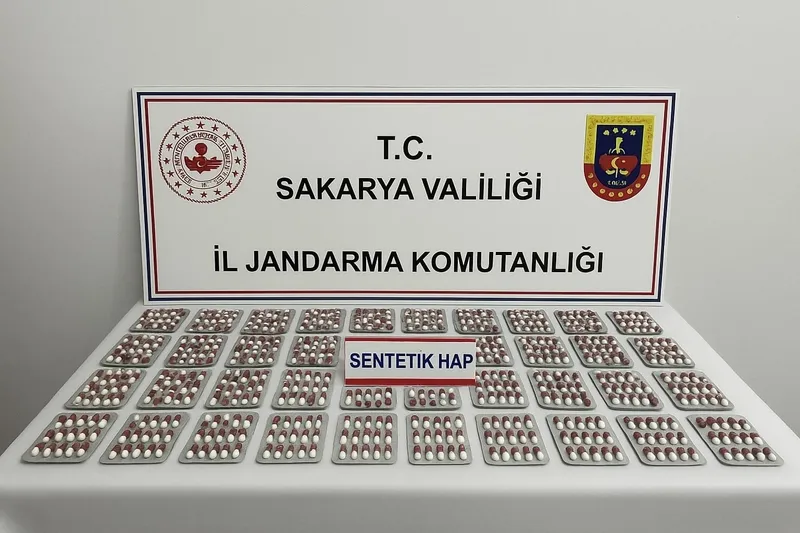 T.C.
SAKARYA VALİLİĞİ
İL JANDARMA KOMUTANLIĞI
SENTETİK HAP